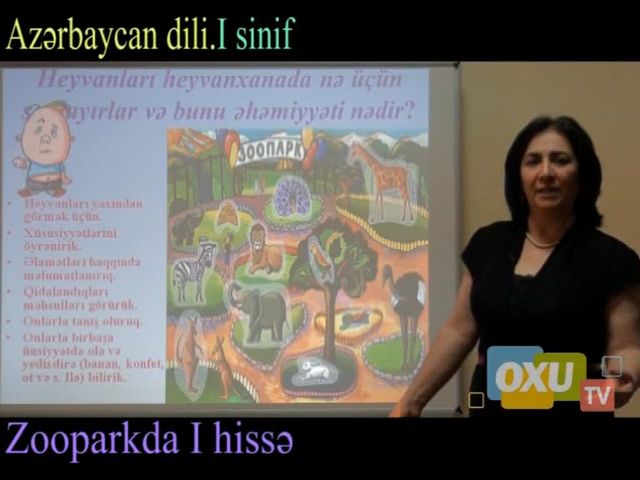 Azərbaycan dili.I sinif
Heyvanları heyvanxanada nə üçün
və bunu əhəmiyyəti nədir?
ЗООПАРК
• Heyvanları yaxından
görmək üçün.
• Xüsusiyyətlərini
öyrənirik.
• Əlamətləri haqqında
məlumatlanırıq.
• Qidalandıqları
məhsulları görürük.
• Onlarla tanış oluruq.
• Onlarla birbaşa
ünsiyyətdə ola və
yedizdirə (banan, konfet,
ot və s. ilə) bilirik.
OXU
TV
Zooparkda I hissə